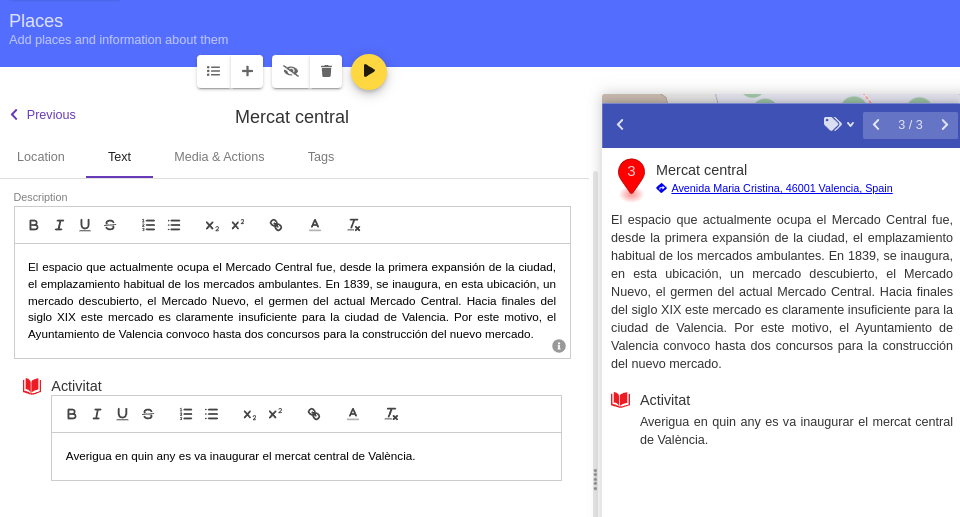 Places
Add places and information about them
Previous
Mercat central
Location
Text
Media & Actions
Tags
Description
El espacio que actualmente ocupa el Mercado Central fue, desde la primera expansión de la ciudad,
el emplazamiento habitual de los mercados ambulantes. En 1839, se inaugura, en esta ubicación, un
mercado descubierto, el Mercado Nuevo, el germen del actual Mercard Central. Hacia finales del
siglo XIX este mercado es claramente insuficiente para la ciudad de Valencia. Por este motivo, el
Ayuntamiento de Valencia convoco hasta dos concursos para la construcción del nuevo mercado.
Activitat
Averigua en quin any es va inaugurar el mercat central de València.
3 / 3
3
Mercat central
Avenida Maria Cristina, 46001 Valencia, Spain
El espacio que actualmente ocupa el Mercado Central fue,
desde la primera expansión de la ciudad, el emplazamiento
habitual de los mercados ambulantes. En 1839, se inaugura,
en esta ubicación, un mercado descubierto, el Mercado
Nuevo, el germen del actual Mercard Central. Hacia finales
del siglo XIX este mercado es claramente insuficiente para la
ciudad de Valencia. Por este motivo, el Ayuntamiento de
Valencia convoco hasta dos concursos para la construcción
del nuevo mercado.
Activitat
Averigua en quin any es va inaugurar el mercat central
de València.